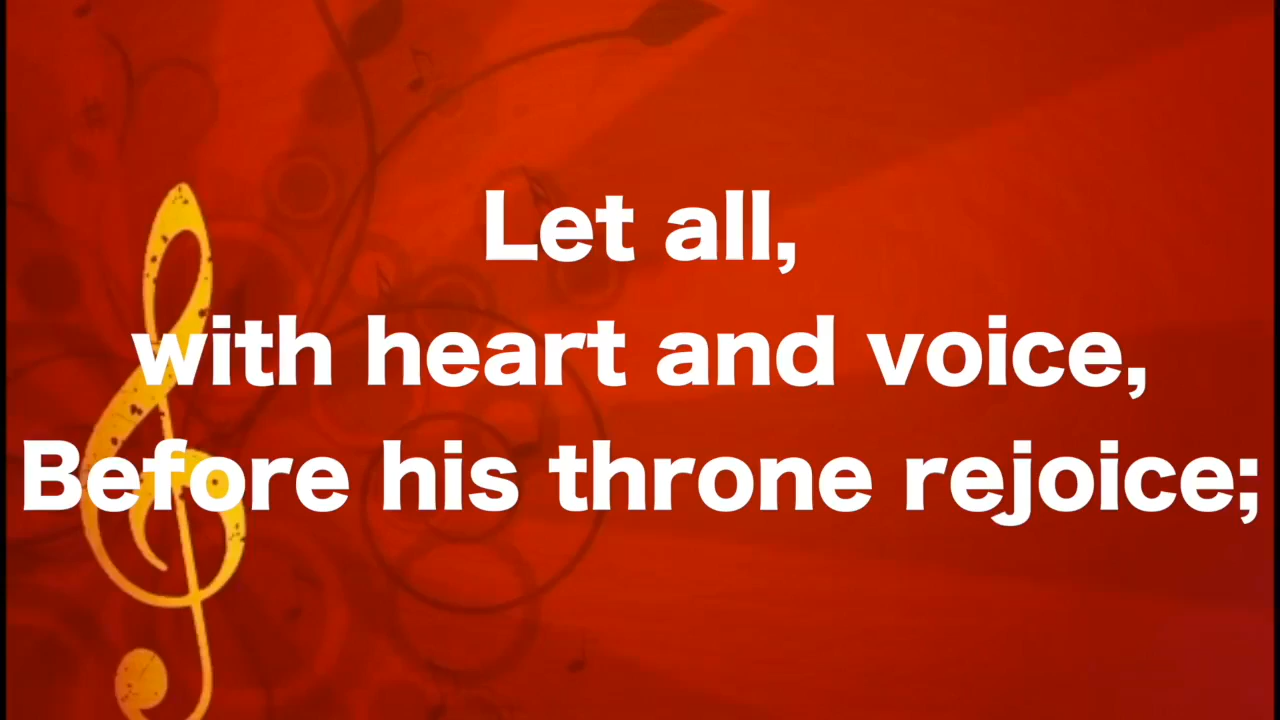 Let all,
with heart and voice,
Before his throne rejoice;